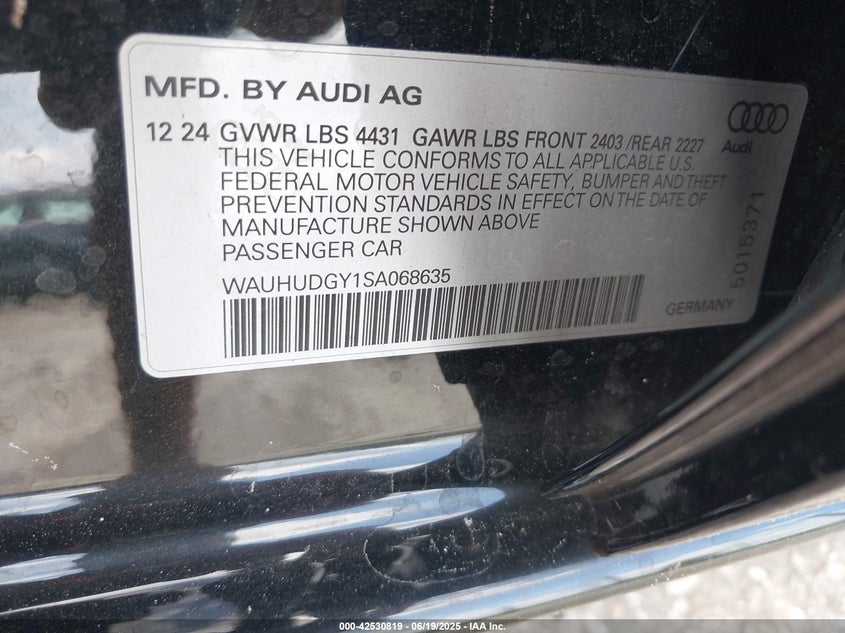 MFD. BY AUDI AG
12 24 GVWR LBS 4431 GAWR LBS FRONT 2403 /REAR 2227
THIS VEHICLE CONFORMS TO ALL APPLICABLE U.S.
FEDERAL MOTOR VEHICLE SAFETY, BUMPER AND THEFT
PREVENTION STANDARDS IN EFFECT ON THE DATE OF
MANUFACTURE SHOWN ABOVE
PASSENGER CAR
WAUHUDGY1SA068635
Audi
5015371
GERMANY
000-42530819 - 06/19/2025 - IAA Inc.